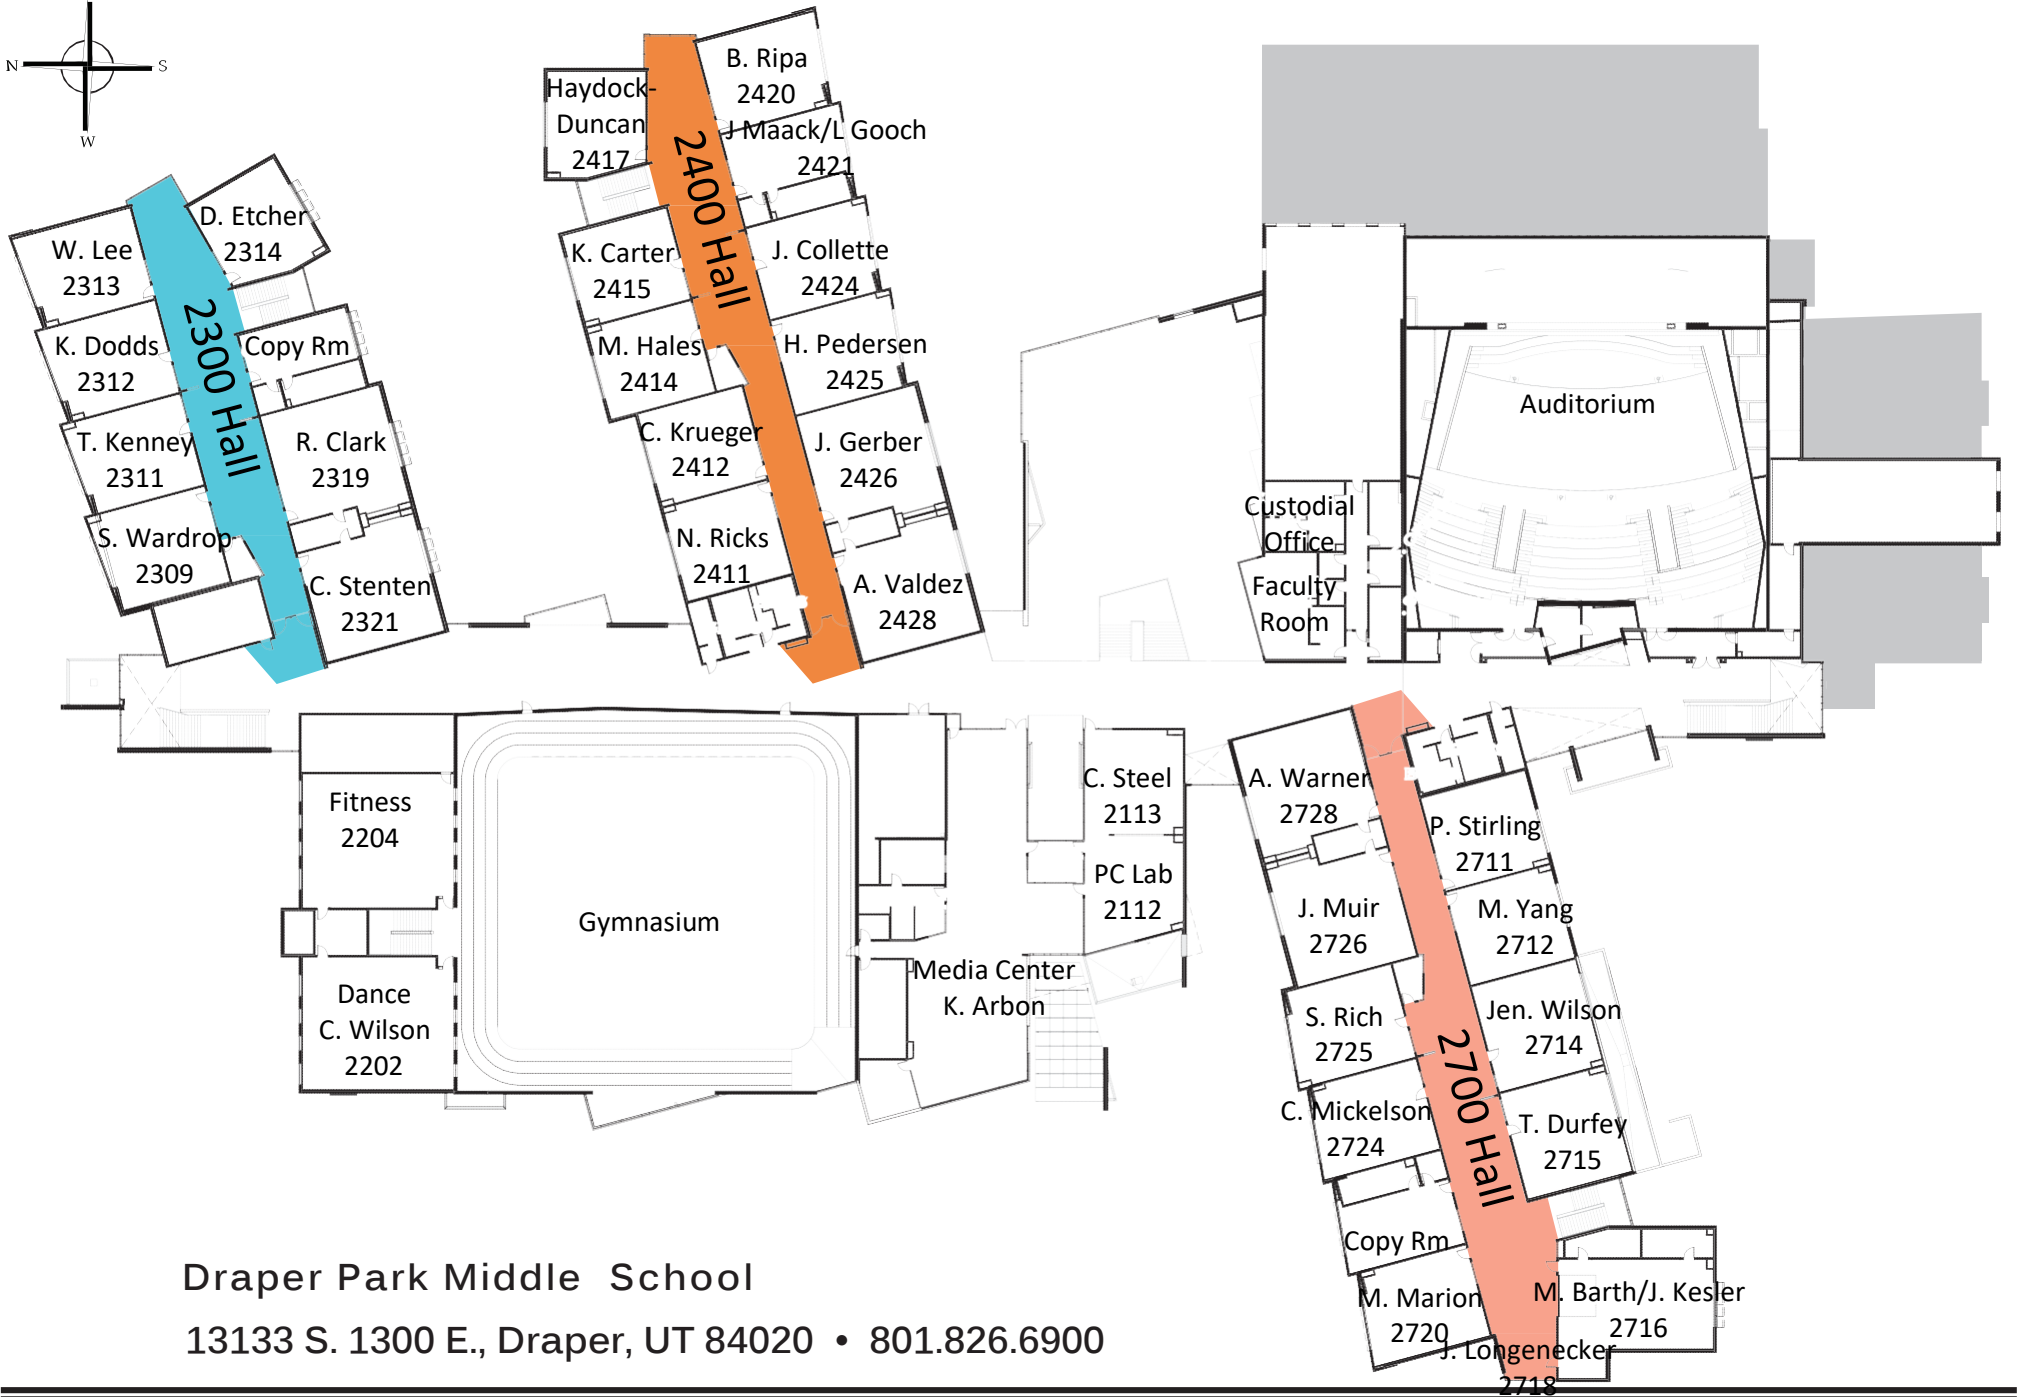 N
S
W
B. Ripa
2420
Haydock-
Duncan
2417
J Maack/L Gooch
2421
2400 Hall
D. Etcher
2314
W. Lee
2313
K. Carter
2415
J. Collette
2424
2300 Hall
K. Dodds
2312
Copy Rm
M. Hales
2414
H. Pedersen
2425
Auditorium
T. Kenney
2311
R. Clark
2319
C. Krueger
2412
J. Gerber
2426
Custodial
Office
S. Wardrop
2309
N. Ricks
2411
C. Stenten
2321
A. Valdez
2428
Faculty
Room
Fitness
2204
C. Steel
2113
A. Warner
2728
P. Stirling
2711
PC Lab
2112
Gymnasium
J. Muir
2726
M. Yang
2712
Media Center
K. Arbon
Dance
C. Wilson
2202
S. Rich
2725
Jen. Wilson
2714
2700 Hall
C. Mickelson
2724
T. Durfey
2715
Copy Rm
M. Marion
2720
M. Barth/J. Kesler
2716
J. Longenecker
2718
Draper Park Middle School
13133 S. 1300 E., Draper, UT 84020 • 801.826.6900